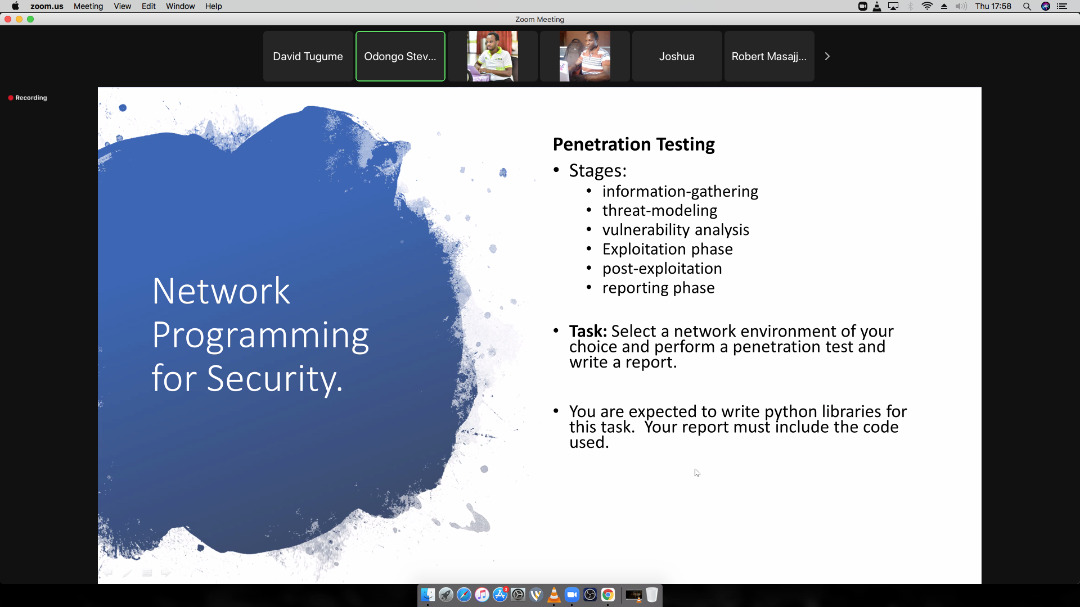 zoom.us Meeting View Edit Window Help Thu 17:58
Zoom Meeting
David Tugume
Odongo Stev...
Joshua
Robert Masajj...
Recording
Network
Programming
for Security.
Penetration Testing
• Stages:
• information-gathering
• threat-modeling
• vulnerability analysis
• Exploitation phase
• post-exploitation
• reporting phase
• Task: Select a network environment of your
choice and perform a penetration test and
write a report.
• You are expected to write python libraries for
this task. Your report must include the code
used.